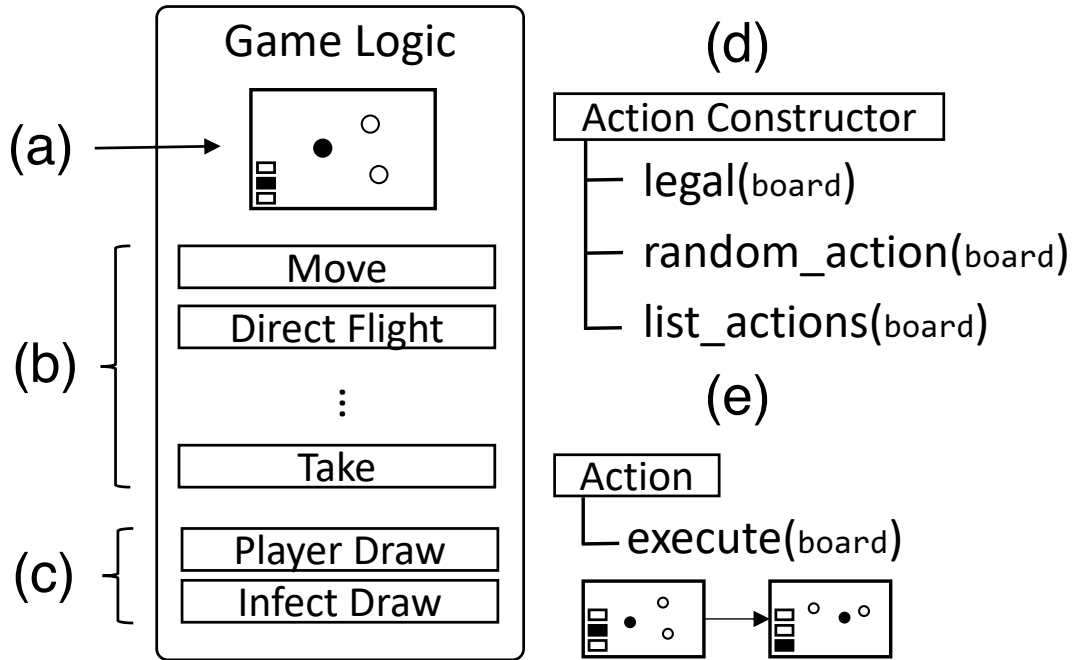 Game Logic
(a)
(b)
Move
Direct Flight
⋮
Take
(c)
Player Draw
Infect Draw
(d)
Action Constructor
legal(board)
random_action(board)
list_actions(board)
(e)
Action
execute(board)